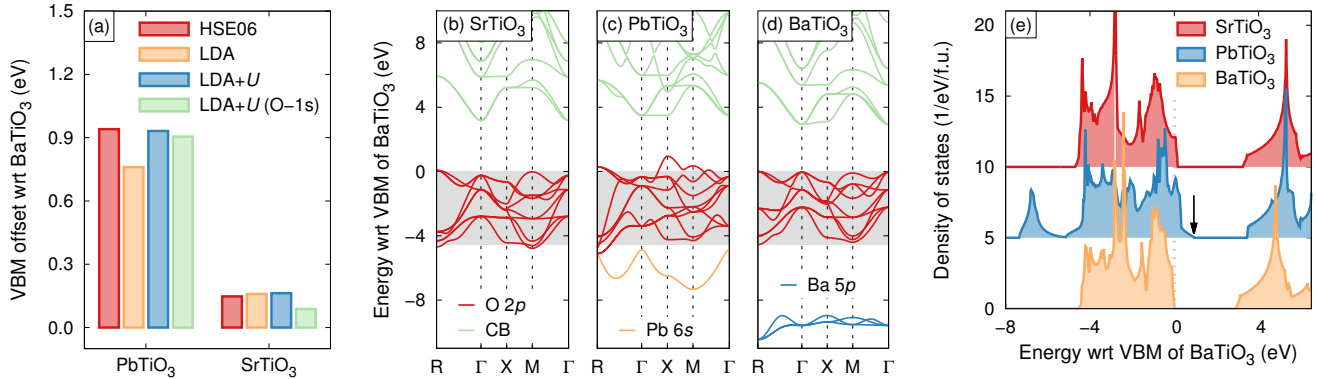 (a)
HSE06
LDA
LDA+U
LDA+U (O−1s)
VBM offset wrt BaTiO3 (eV)
1.5
1.2
0.9
0.6
0.3
0.0
PbTiO3
SrTiO3
(b) SrTiO3
(c) PbTiO3
(d) BaTiO3
Energy wrt VBM of BaTiO3 (eV)
8
4
0
−4
−8
O 2p
CB
Pb 6s
Ba 5p
R Γ X M Γ
R Γ X M Γ
R Γ X M Γ
(e)
SrTiO3
PbTiO3
BaTiO3
Density of states (1/eV/f.u.)
20
15
10
5
0
−8 −4 0 4
Energy wrt VBM of BaTiO3 (eV)